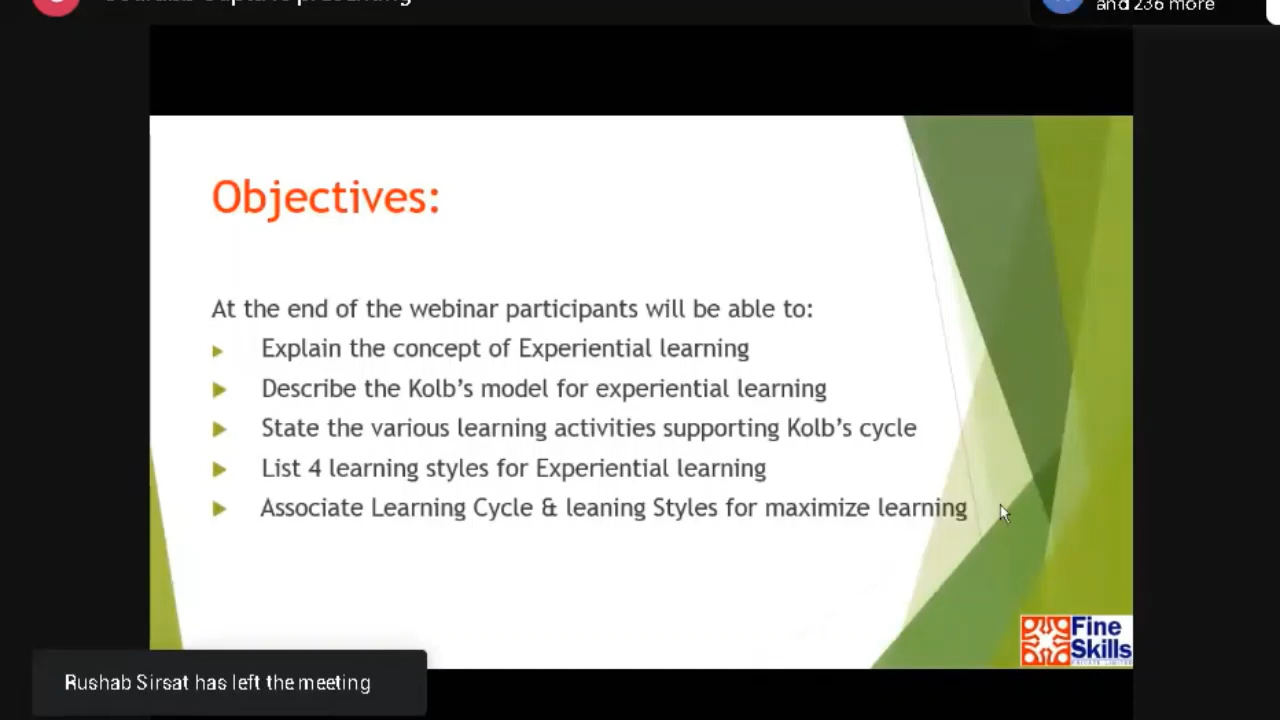 and 236 more
Objectives:
At the end of the webinar participants will be able to:
Explain the concept of Experiential learning
Describe the Kolb's model for experiential learning
State the various learning activities supporting Kolb's cycle
List 4 learning styles for Experiential learning
Associate Learning Cycle & leaning Styles for maximize learning
Fine
Skills
Rushab Sirsat has left the meeting